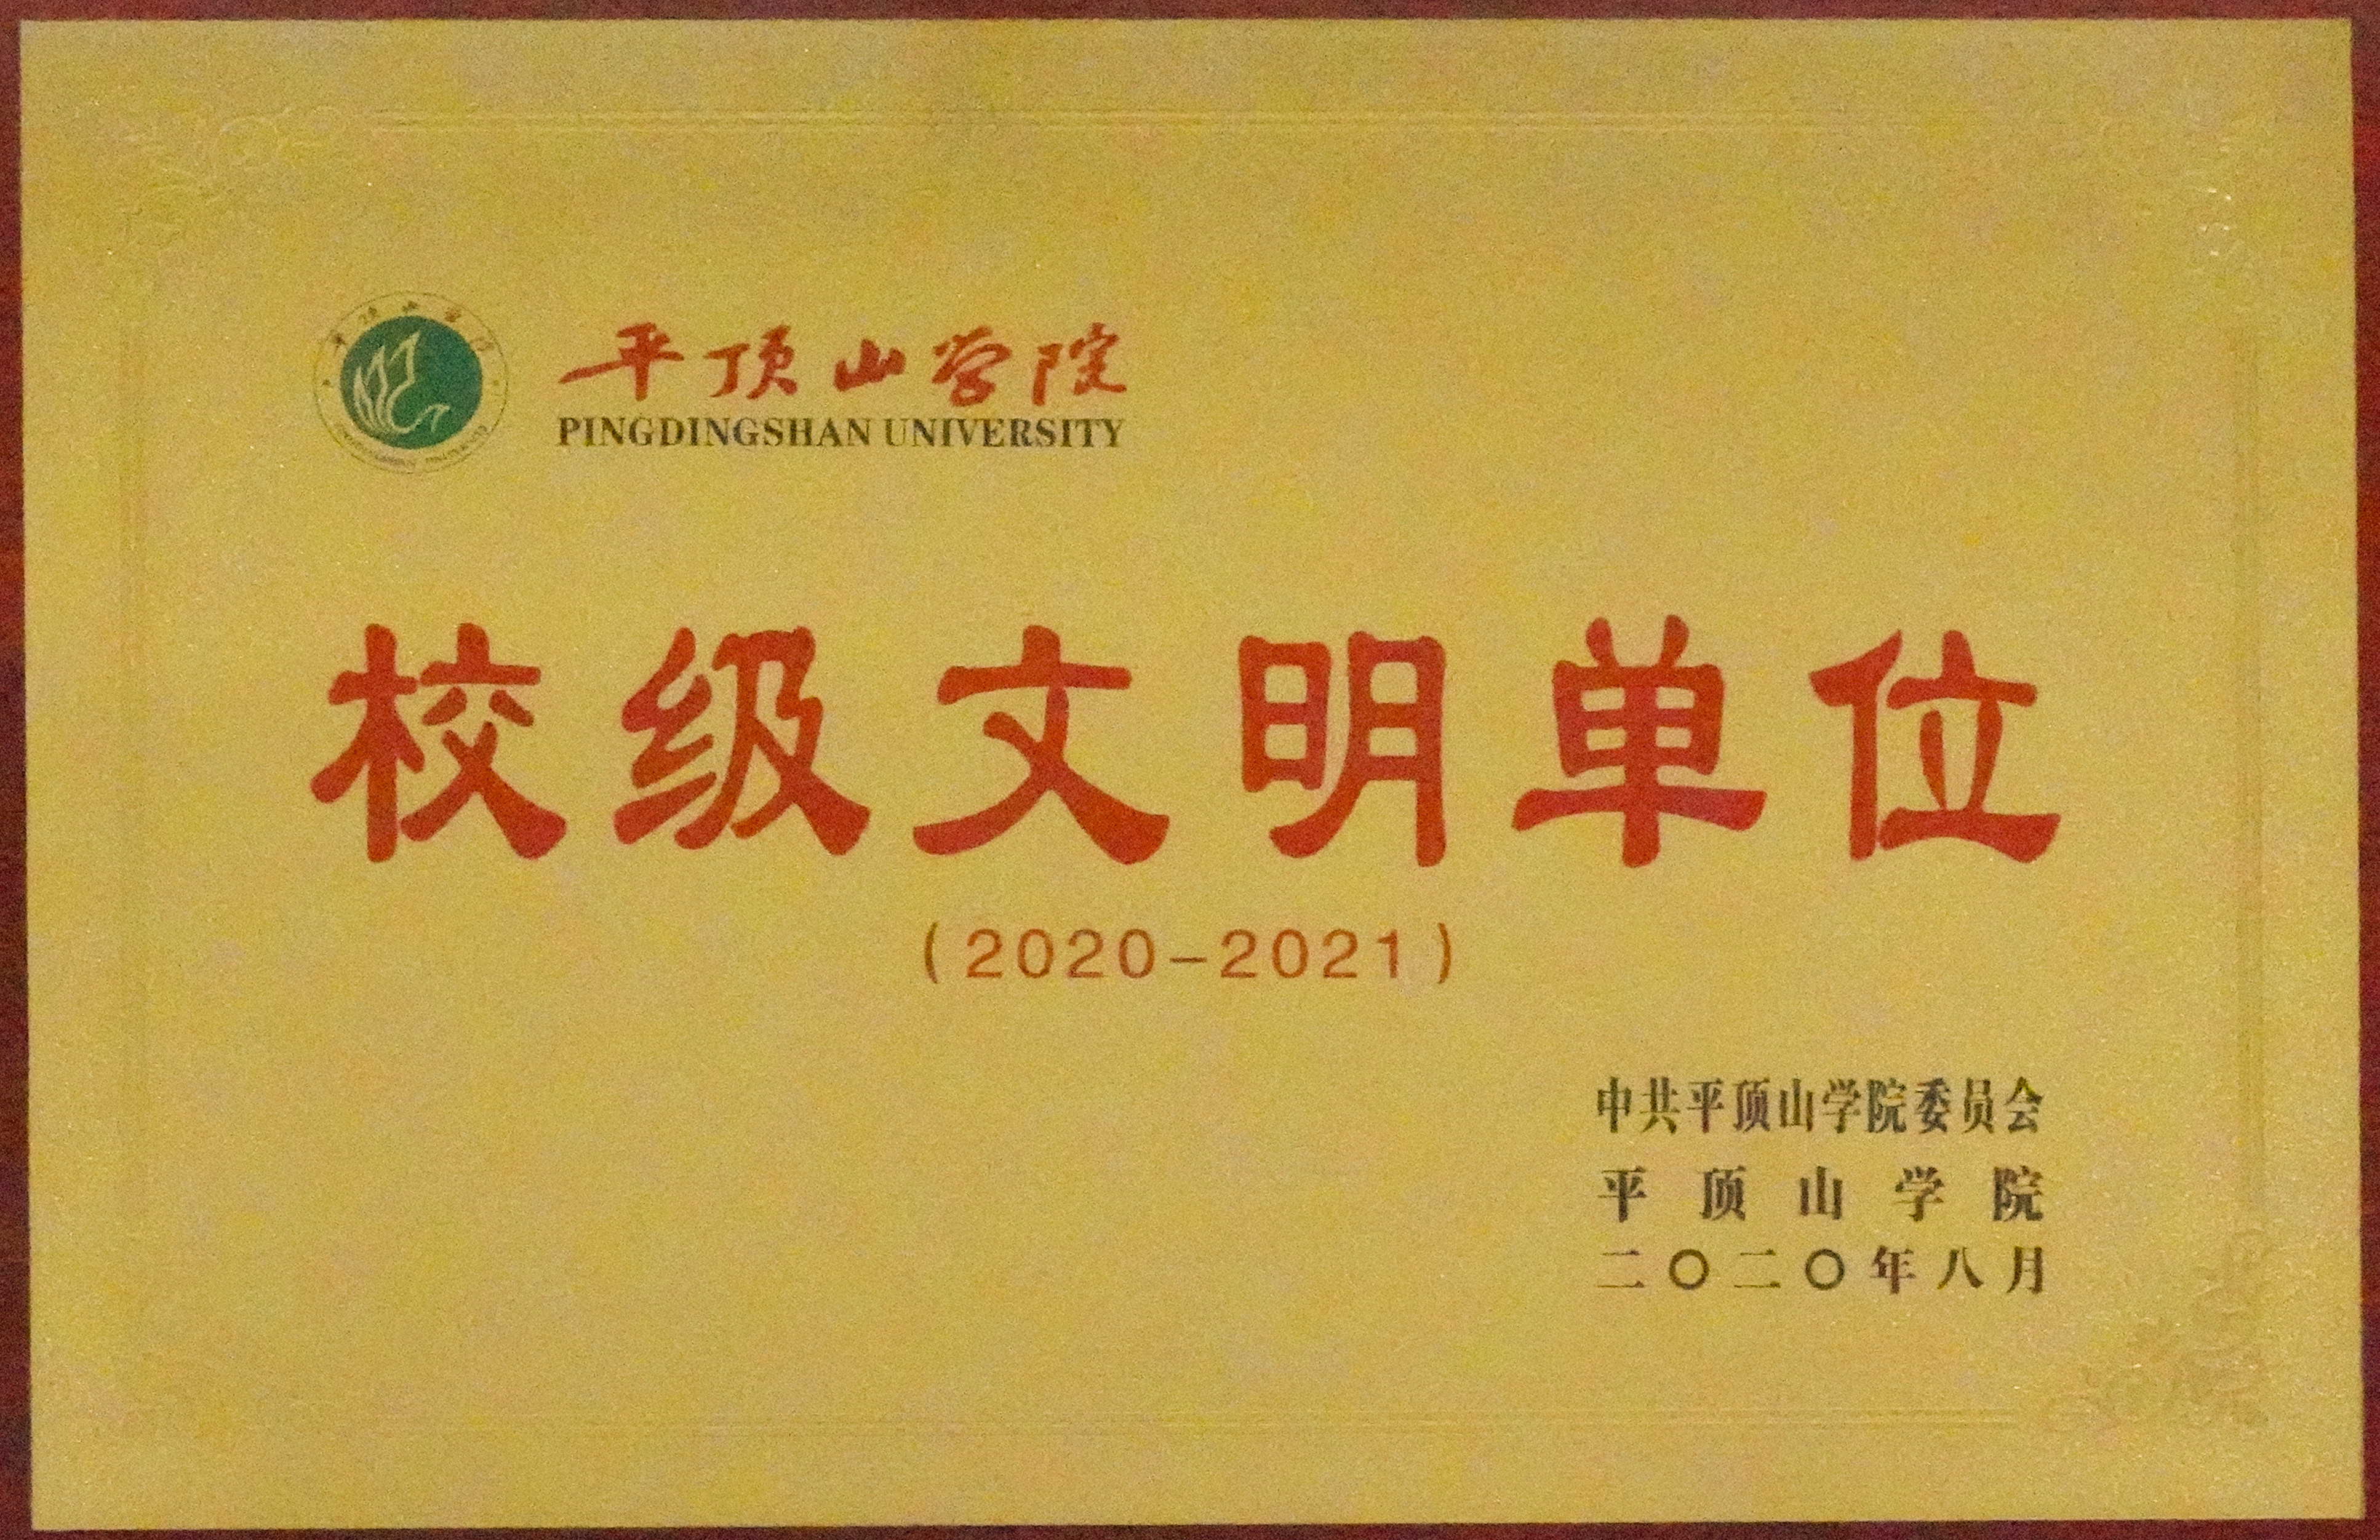 平顶山学院
PINGDINGSHAN UNIVERSITY
校级文明单位
(2020-2021)
中共平顶山学院委员会
平顶山学院
二〇二〇年八月